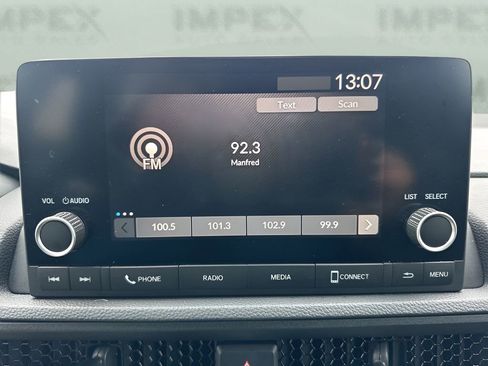 IMPEX IMPEX IMPEX
13:07
Text Scan
FM
92.3
Manfred
VOL AUDIO
LIST SELECT
100.5 101.3 102.9 99.9
PHONE RADIO MEDIA CONNECT MENU